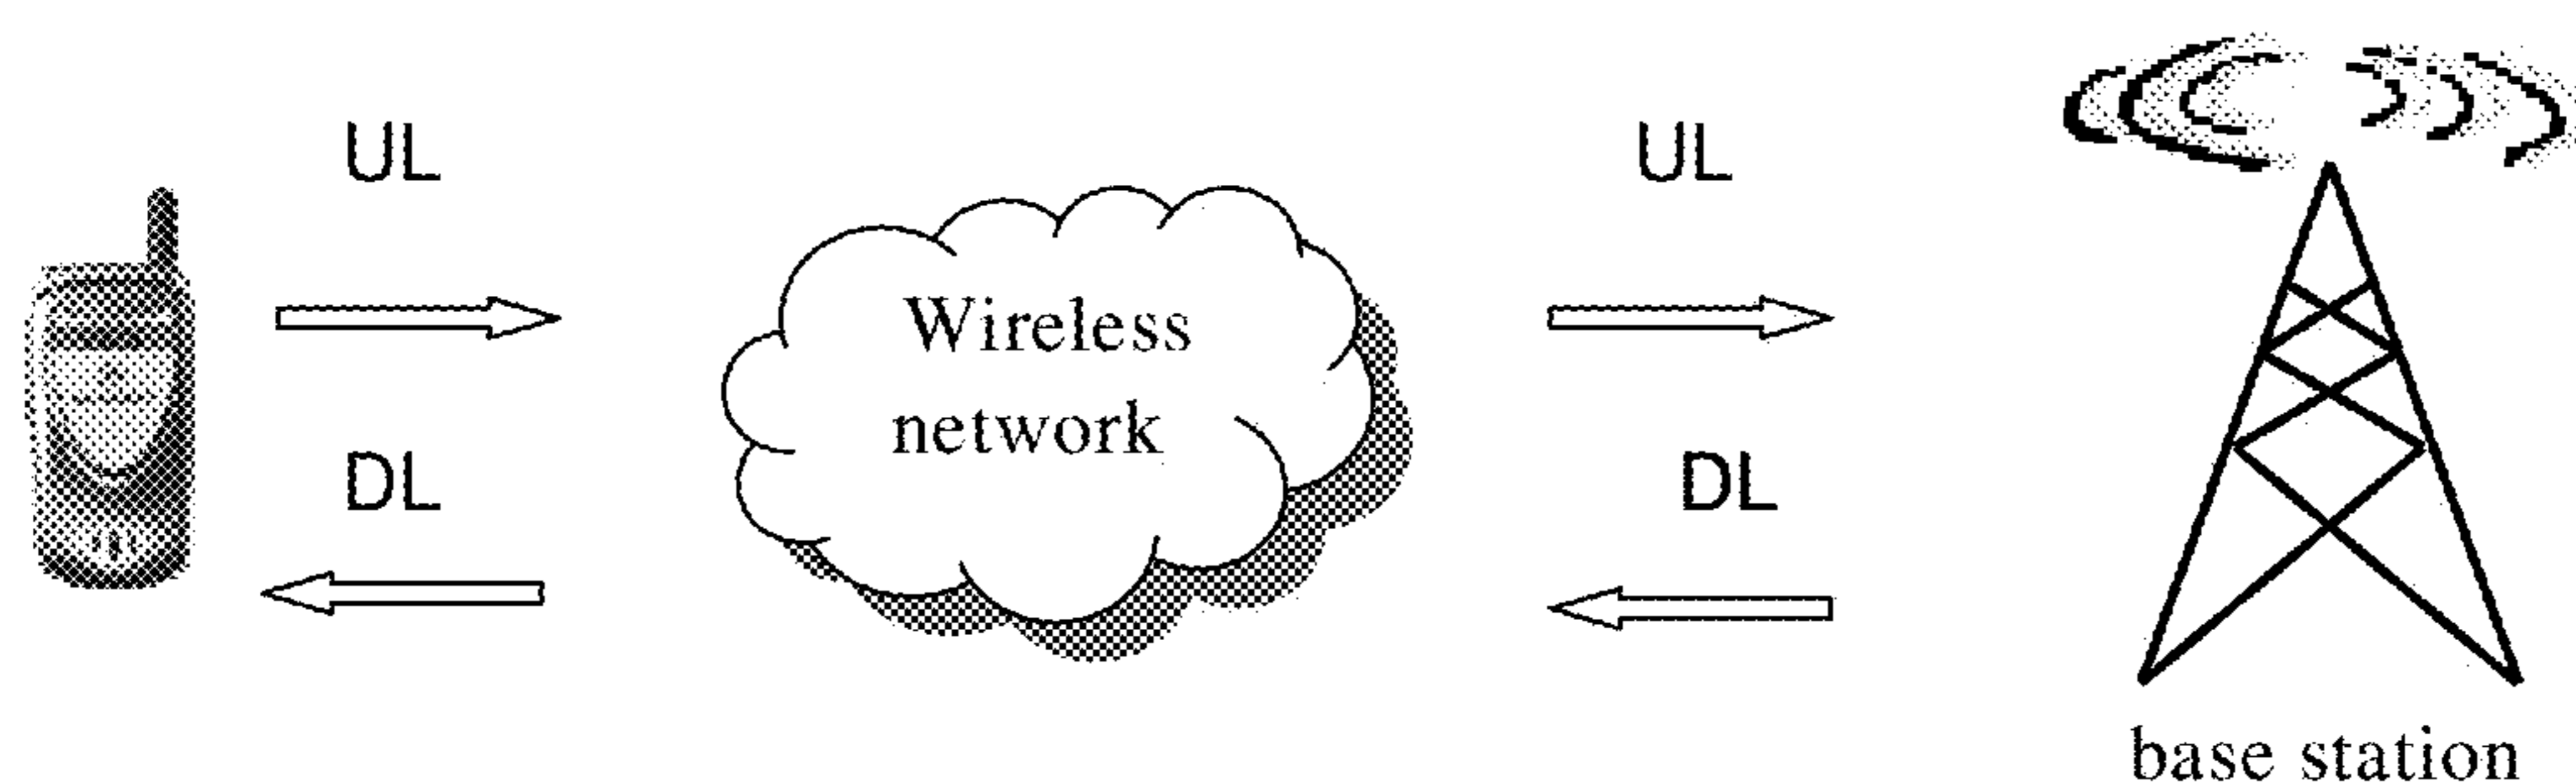 UL
UL
Wireless
network
DL
DL
base station